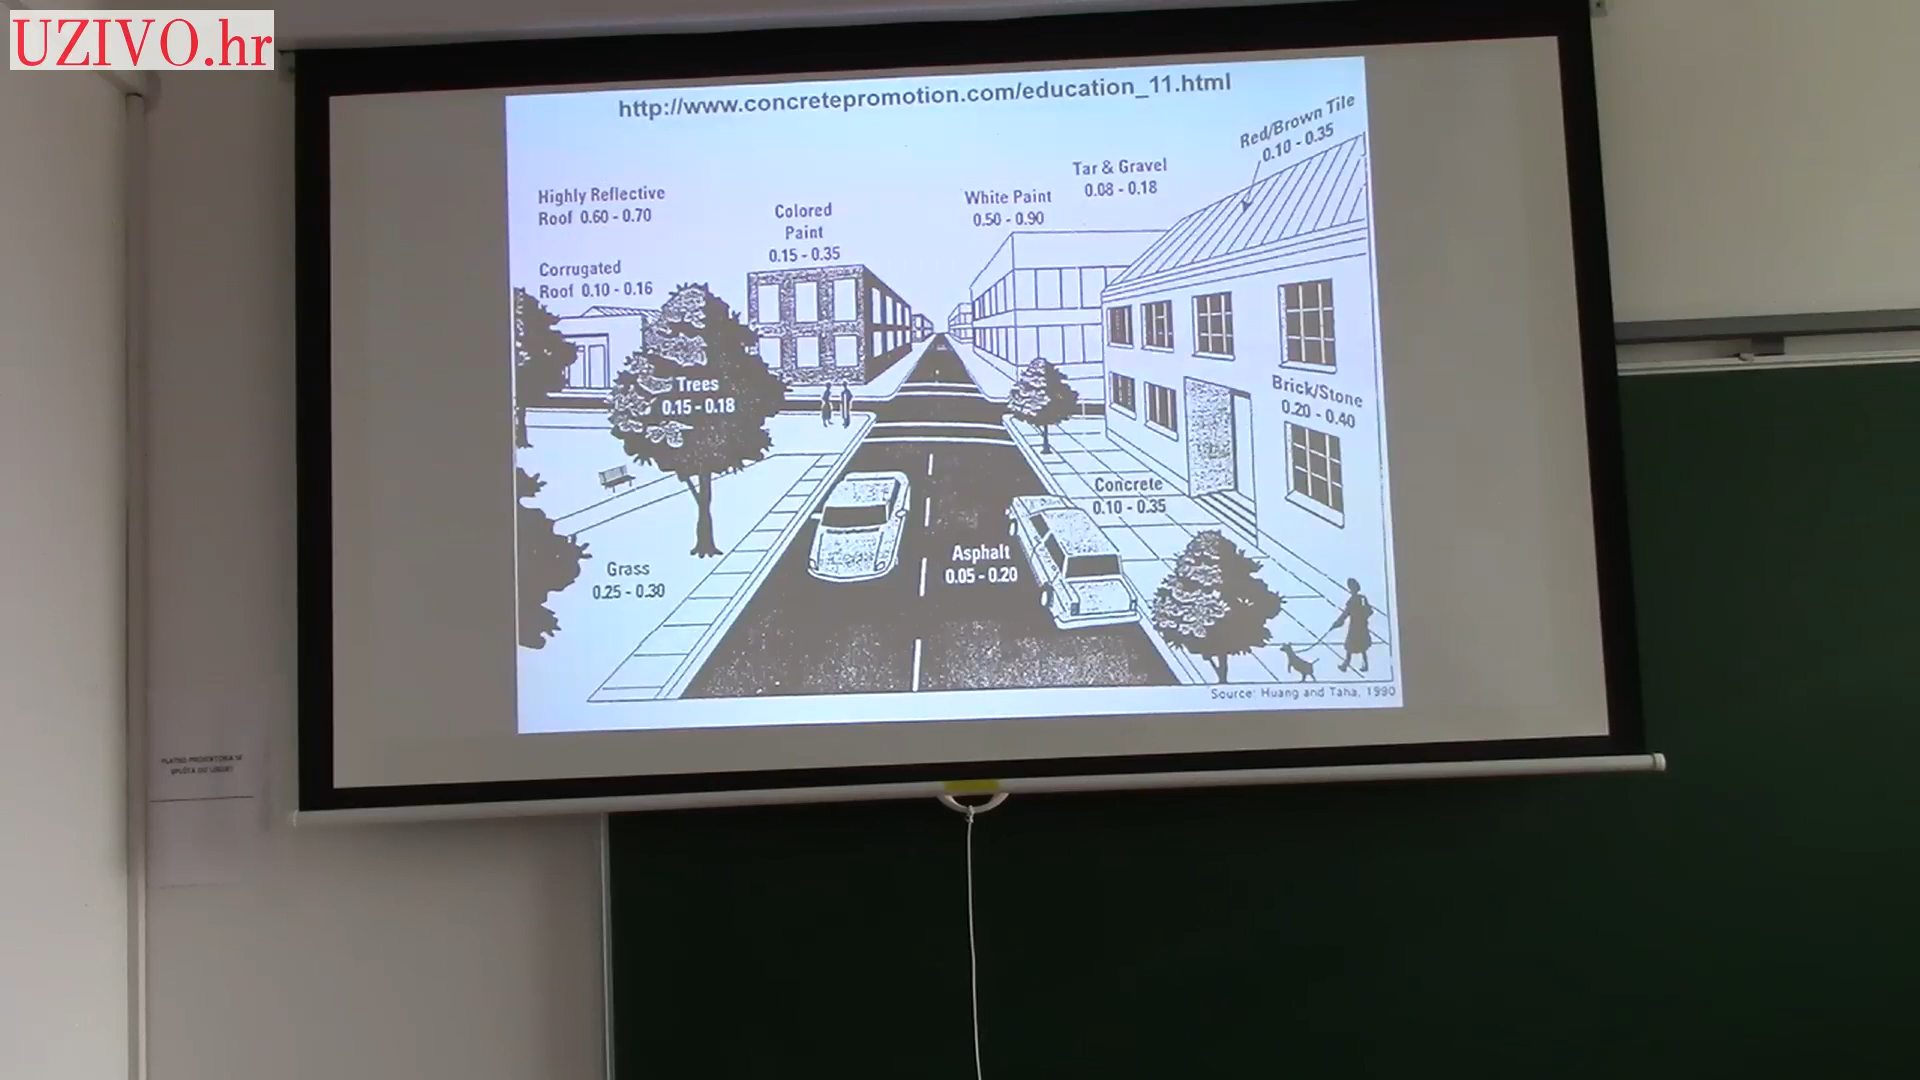 UZIVO.hr
http://www.concretepromotion.com/education_11.html
Red/Brown Tile
0.10 - 0.35
Tar & Gravel
0.08 - 0.18
Highly Reflective
Roof 0.60 - 0.70
White Paint
0.50 - 0.90
Colored
Paint
0.15 - 0.35
Corrugated
Roof 0.10 - 0.16
Trees
0.15 - 0.18
Brick/Stone
0.20 - 0.40
Concrete
0.10 - 0.35
Asphalt
0.05 - 0.20
Grass
0.25 - 0.30
Source: Huang and Taha, 1990